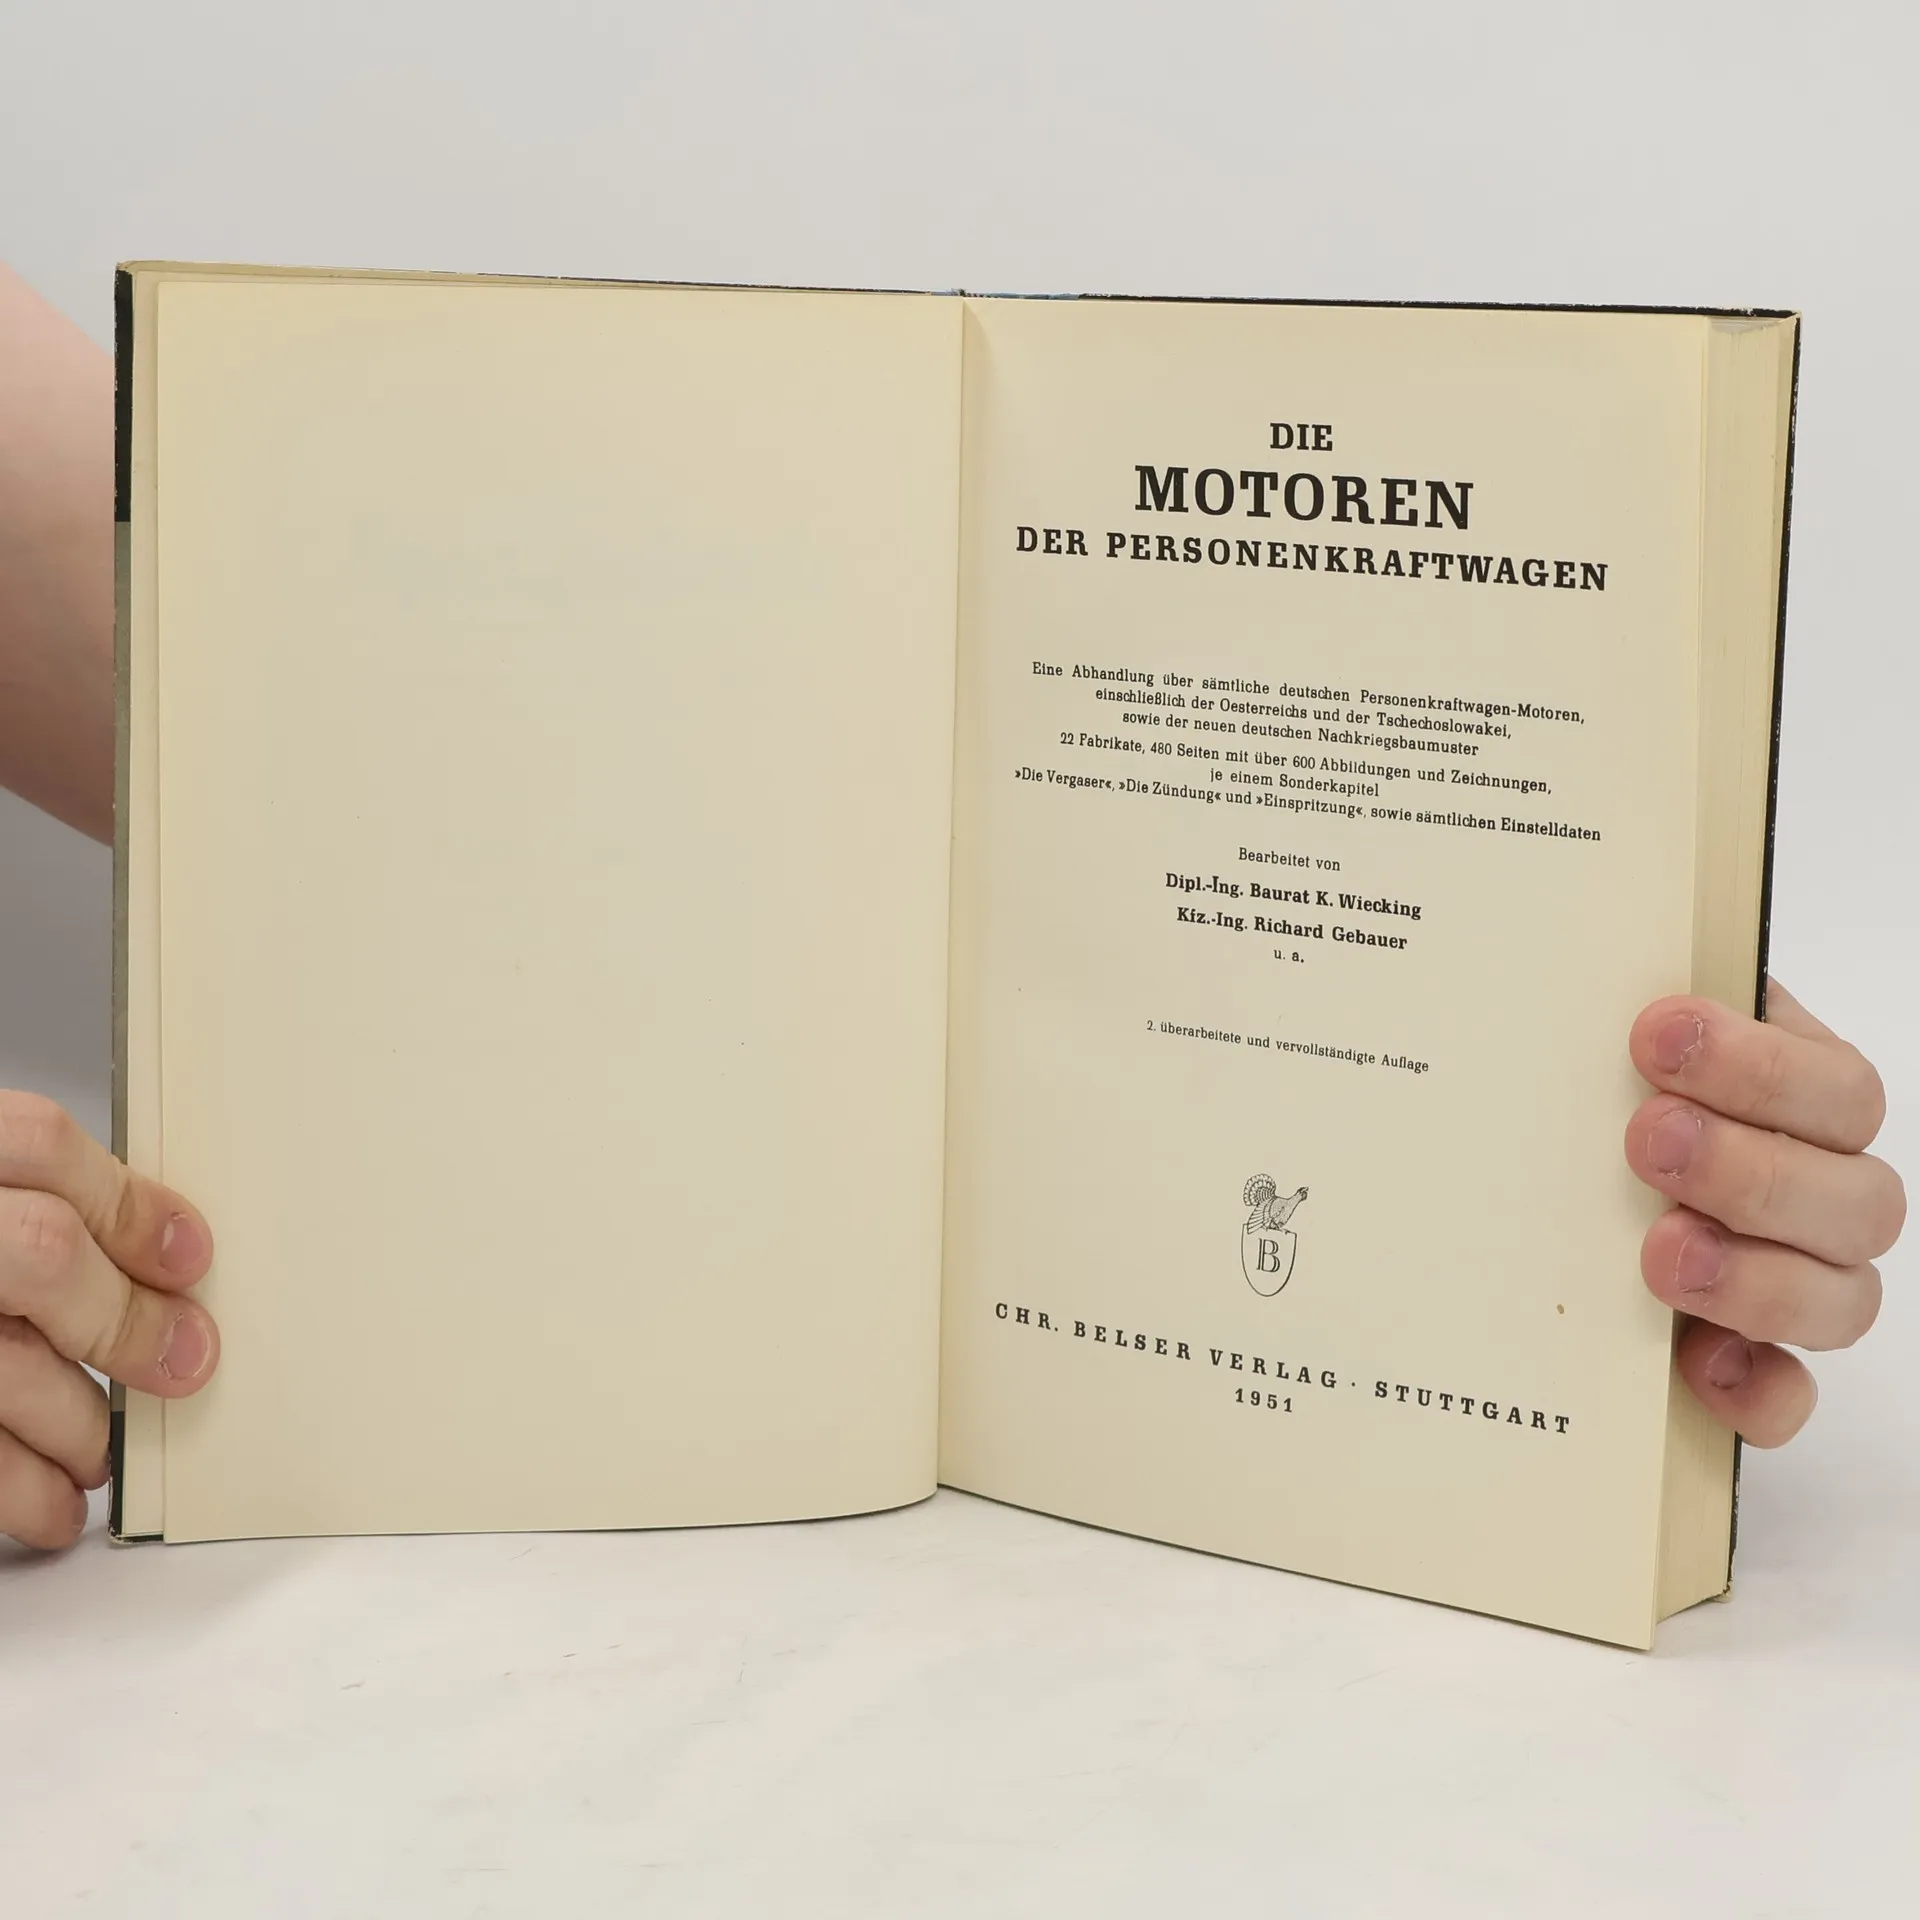 DIE
MOTOREN
DER PERSONENKRAFTWAGEN
Eine Abhandlung über sämtliche deutschen Personenkraftwagen-Motoren,
einschließlich der Oesterreichs und der Tschechoslowakei,
sowie der neuen deutschen Nachkriegsbaumuster
22 Fabrikate, 480 Seiten mit über 600 Abbildungen und Zeichnungen,
je einem Sonderkapitel
»Die Vergaser«, »Die Zündung« und »Einspritzung«, sowie sämtlichen Einstelldaten
Bearbeitet von
Dipl.-Ing. Baurat K. Wiecking
Kfz.-Ing. Richard Gebauer
u. a.
2. überarbeitete und vervollständigte Auflage
B
CHR. BELSER VERLAG · STUTTGART
1951